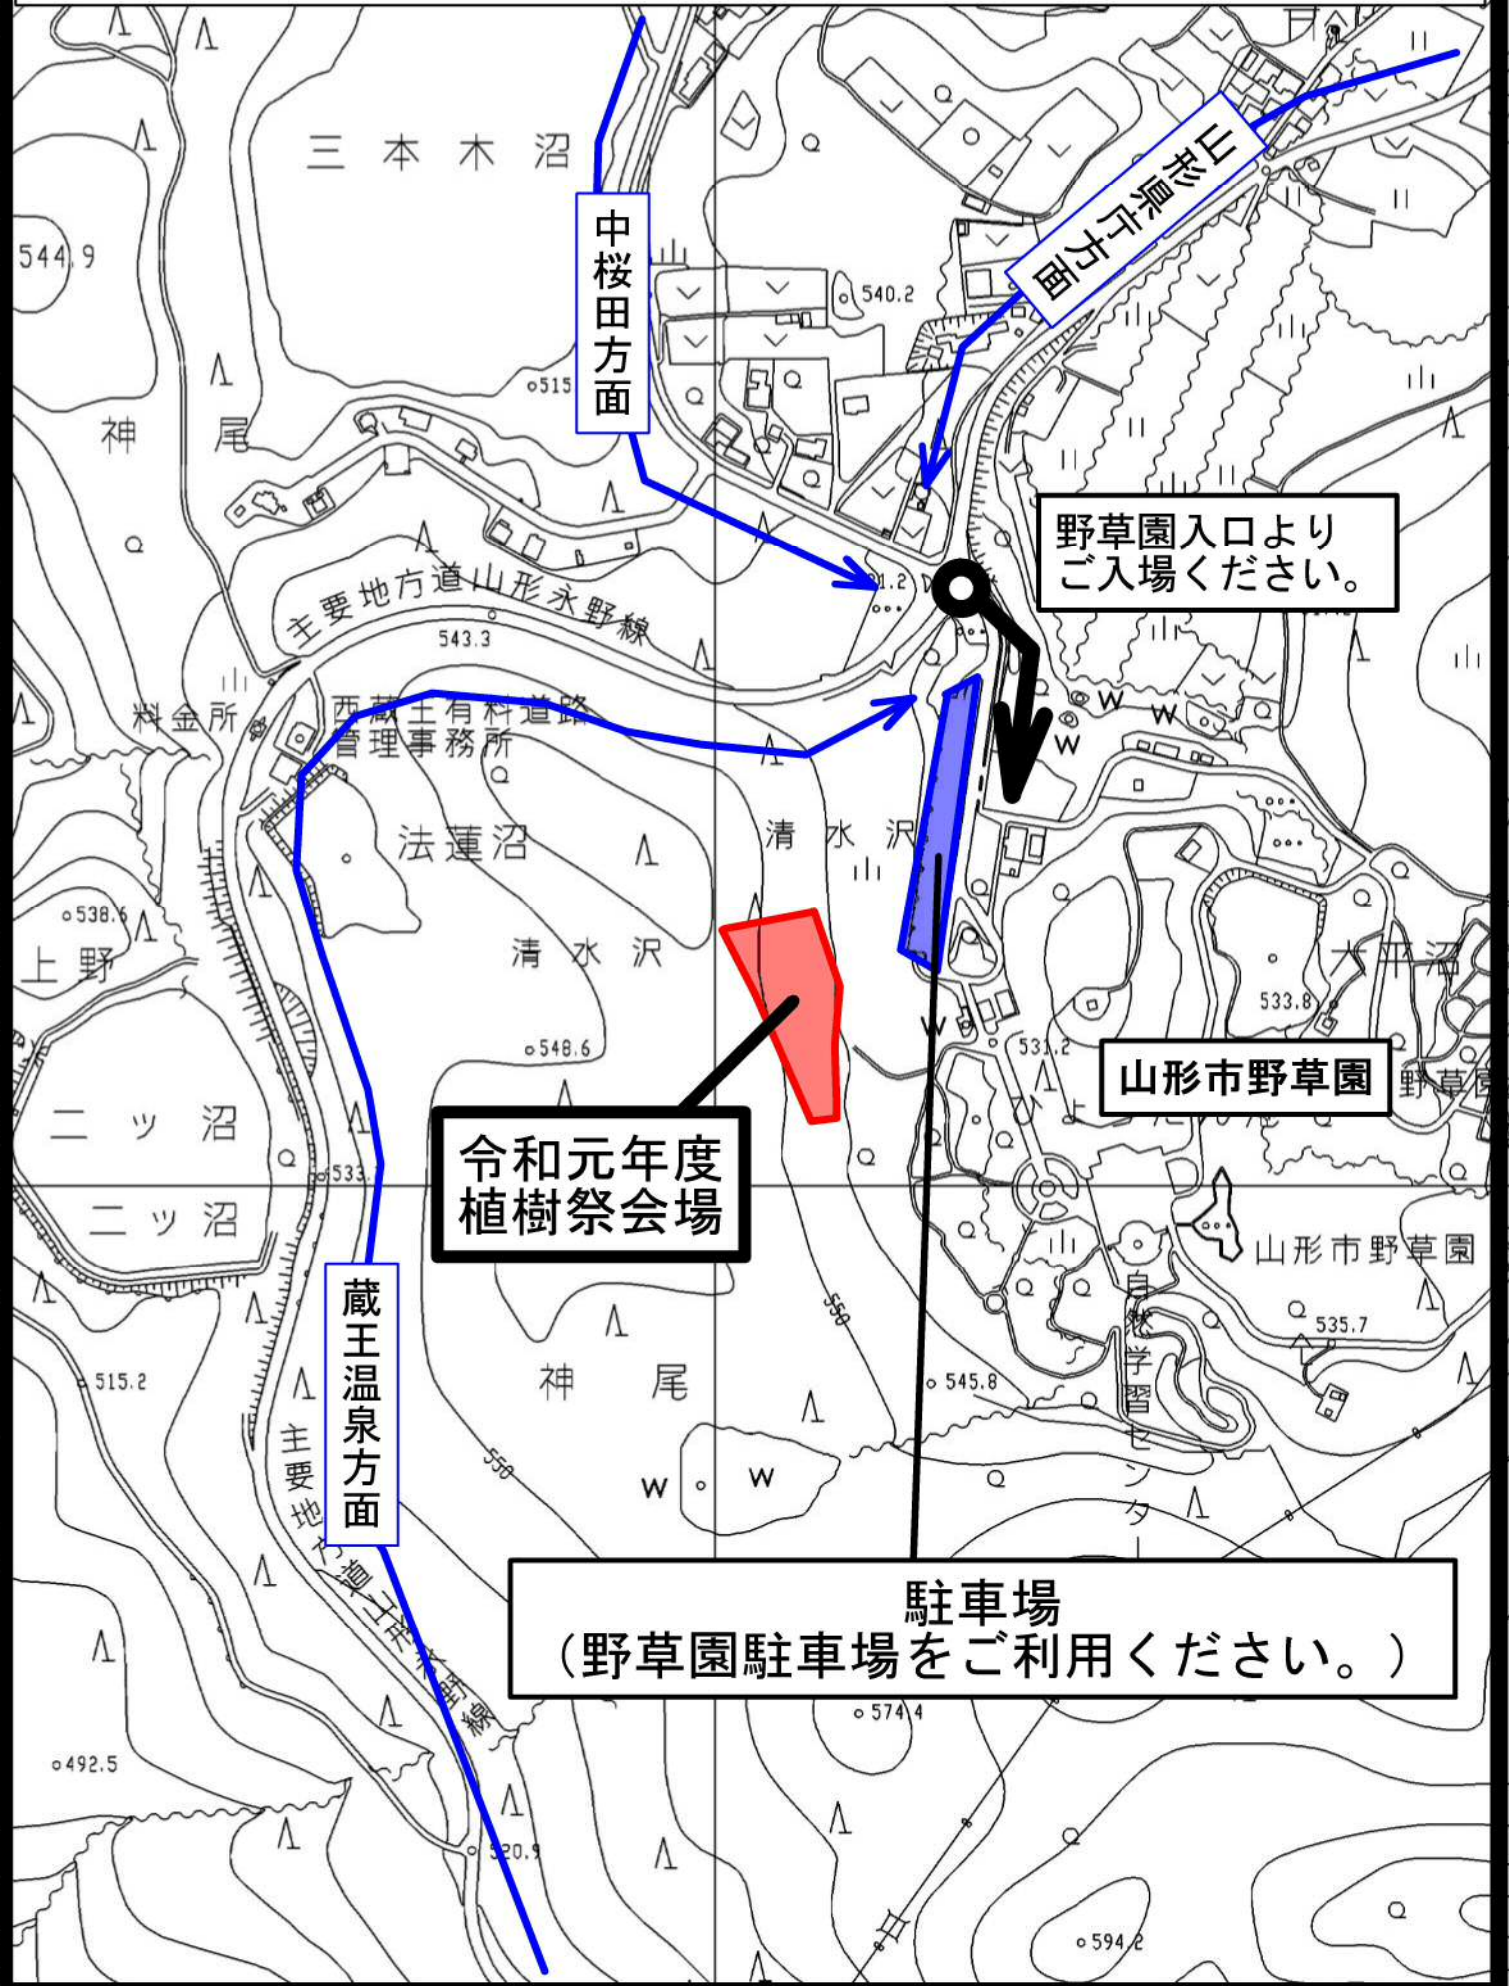 三本木沼
中桜田方面
山形県庁方面
544.9
540.2
神尾
野草園入口より
ご入場ください。
主要地方道山形永野線
543.3
料金所
西蔵王有料道路
管理事務所
法蓮沼
清水沢
538.6
上野
清水沢
大平沼
533.8
548.6
531.2
山形市野草園
二ッ沼
令和元年度
植樹祭会場
二ッ沼
山形市野草園
蔵王温泉方面
550
535.7
515.2
神尾
545.8
自然学習センター
550
駐車場
（野草園駐車場をご利用ください。）
574.4
492.5
520.9
594.2